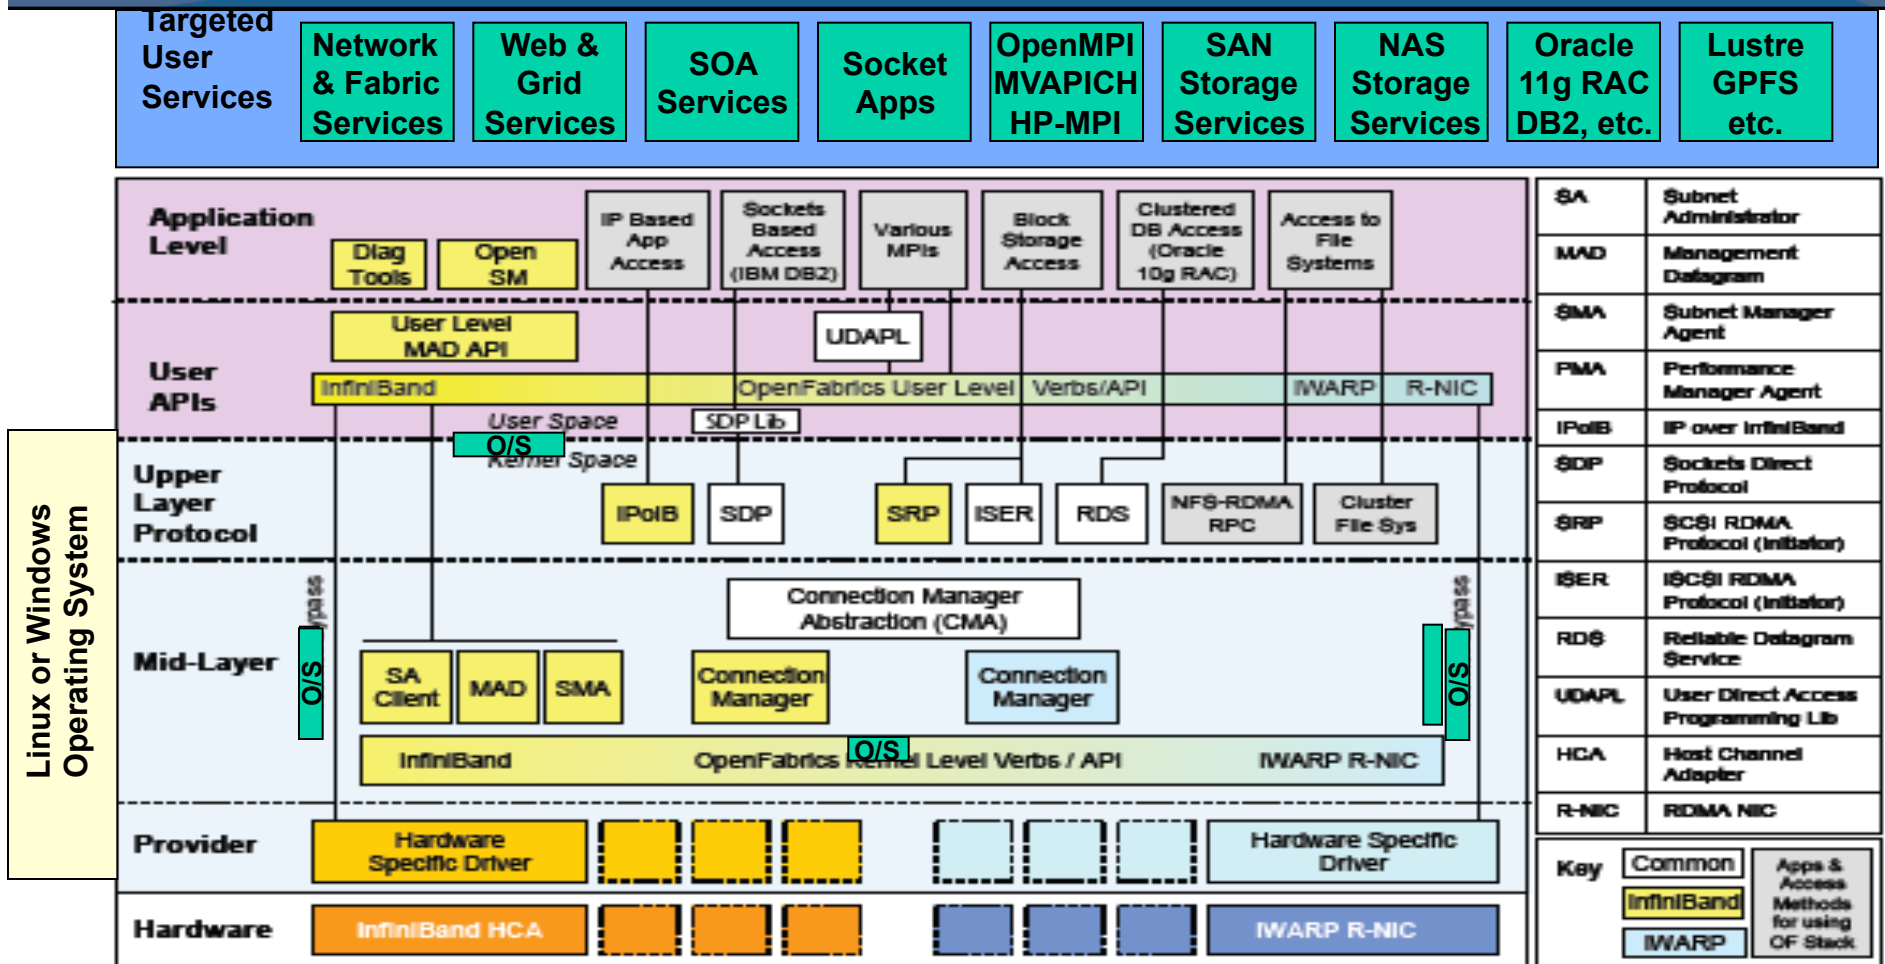 Targeted
User
Services
Network
& Fabric
Services
Web &
Grid
Services
SOA
Services
Socket
Apps
OpenMPI
MVAPICH
HP-MPI
SAN
Storage
Services
NAS
Storage
Services
Oracle
11g RAC
DB2, etc.
Lustre
GPFS
etc.
Application
Level
Diag
Tools
Open
SM
IP Based
App
Access
Sockets
Based
Access
(IBM DB2)
Various
MPIs
Block
Storage
Access
Clustered
DB Access
(Oracle
10g RAC)
Access to
File
Systems
User
APIs
User Level
MAD API
UDAPL
InfiniBand
OpenFabrics User Level Verbs/API
iWARP R-NIC
User Space
SDP Lib
O/S
Kernel Space
Upper
Layer
Protocol
IPoIB
SDP
SRP
iSER
RDS
NFS-RDMA
RPC
Cluster
File Sys
Linux or Windows
Operating System
Mid-Layer
ypass
O/S
Connection Manager
Abstraction (CMA)
SA
Client
MAD
SMA
Connection
Manager
Connection
Manager
ypass
O/S
O/S
InfiniBand
OpenFabrics Kernel Level Verbs / API
iWARP R-NIC
Provider
Hardware
Specific Driver
Hardware Specific
Driver
Hardware
InfiniBand HCA
iWARP R-NIC
SA Subnet
Administrator
MAD Management
Datagram
SMA Subnet Manager
Agent
PMA Performance
Manager Agent
IPoIB IP over InfiniBand
SDP Sockets Direct
Protocol
SRP SCSI RDMA
Protocol (Initiator)
iSER iSCSI RDMA
Protocol (Initiator)
RDS Reliable Datagram
Service
UDAPL User Direct Access
Programming Lib
HCA Host Channel
Adapter
R-NIC RDMA NIC
Key
Common
InfiniBand
iWARP
Apps &
Access
Methods
for using
OF Stack